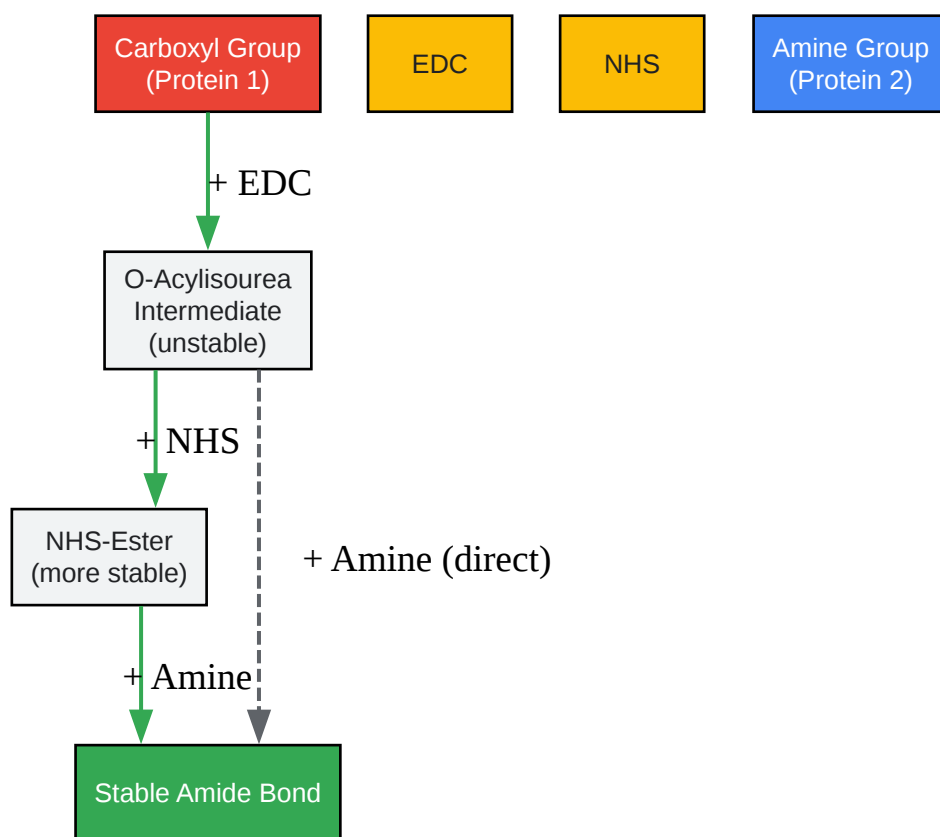 Carboxyl Group
(Protein 1)
EDC
NHS
Amine Group
(Protein 2)
+ EDC
O-Acylisourea
Intermediate
(unstable)
+ NHS
NHS-Ester
(more stable)
+ Amine (direct)
+ Amine
Stable Amide Bond